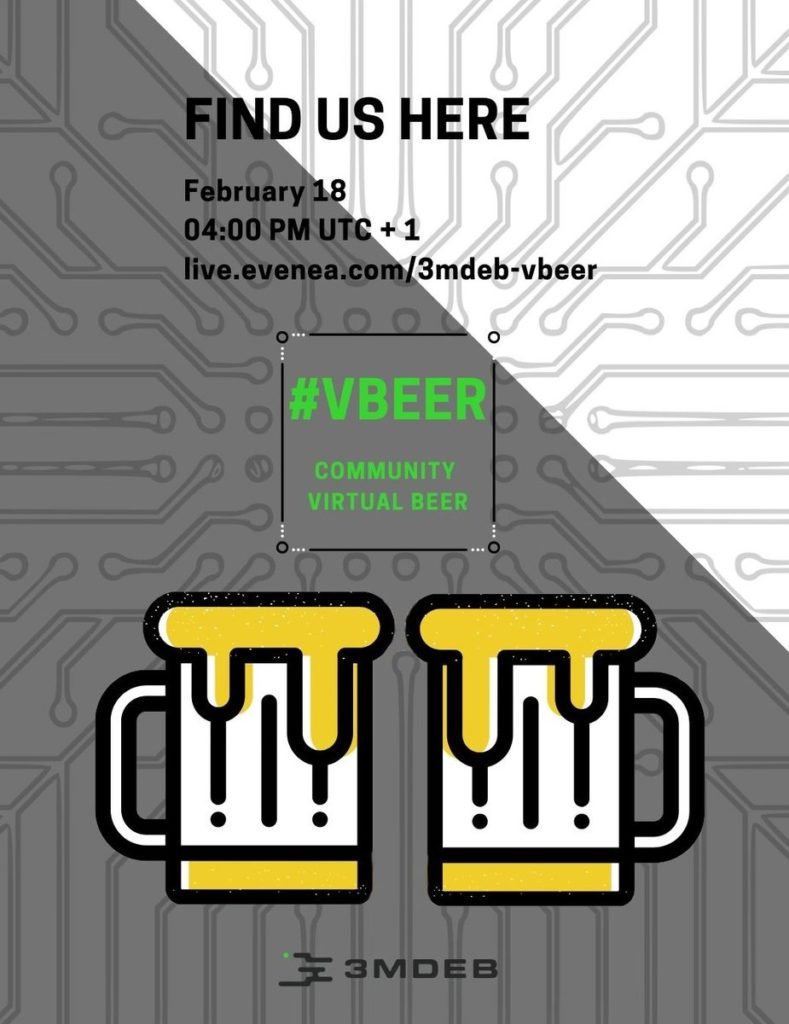 FIND US HERE
February 18
04:00 PM UTC + 1
live.evenea.com/3mdeb-vbeer
#VBEER
COMMUNITY
VIRTUAL BEER
3MDEB